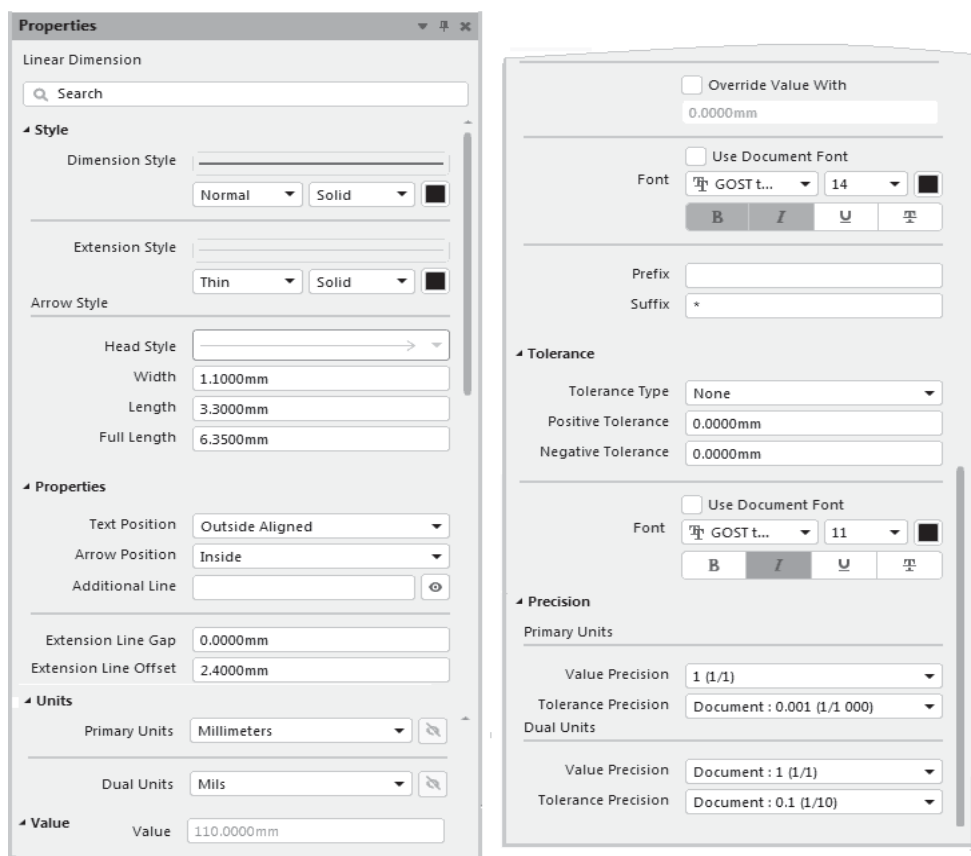 Properties
Linear Dimension
Search
Style
Dimension Style
Normal Solid
Extension Style
Thin Solid
Arrow Style
Head Style
Width 1.1000mm
Length 3.3000mm
Full Length 6.3500mm
Properties
Text Position Outside Aligned
Arrow Position Inside
Additional Line
Extension Line Gap 0.0000mm
Extension Line Offset 2.4000mm
Units
Primary Units Millimeters
Dual Units Mils
Value
Value 110.0000mm
Override Value With
0.0000mm
Use Document Font
Font GOST t... 14
B I U T
Prefix
Suffix *
Tolerance
Tolerance Type None
Positive Tolerance 0.0000mm
Negative Tolerance 0.0000mm
Use Document Font
Font GOST t... 11
B I U T
Precision
Primary Units
Value Precision 1 (1/1)
Tolerance Precision Document : 0.001 (1/1 000)
Dual Units
Value Precision Document : 1 (1/1)
Tolerance Precision Document : 0.1 (1/10)